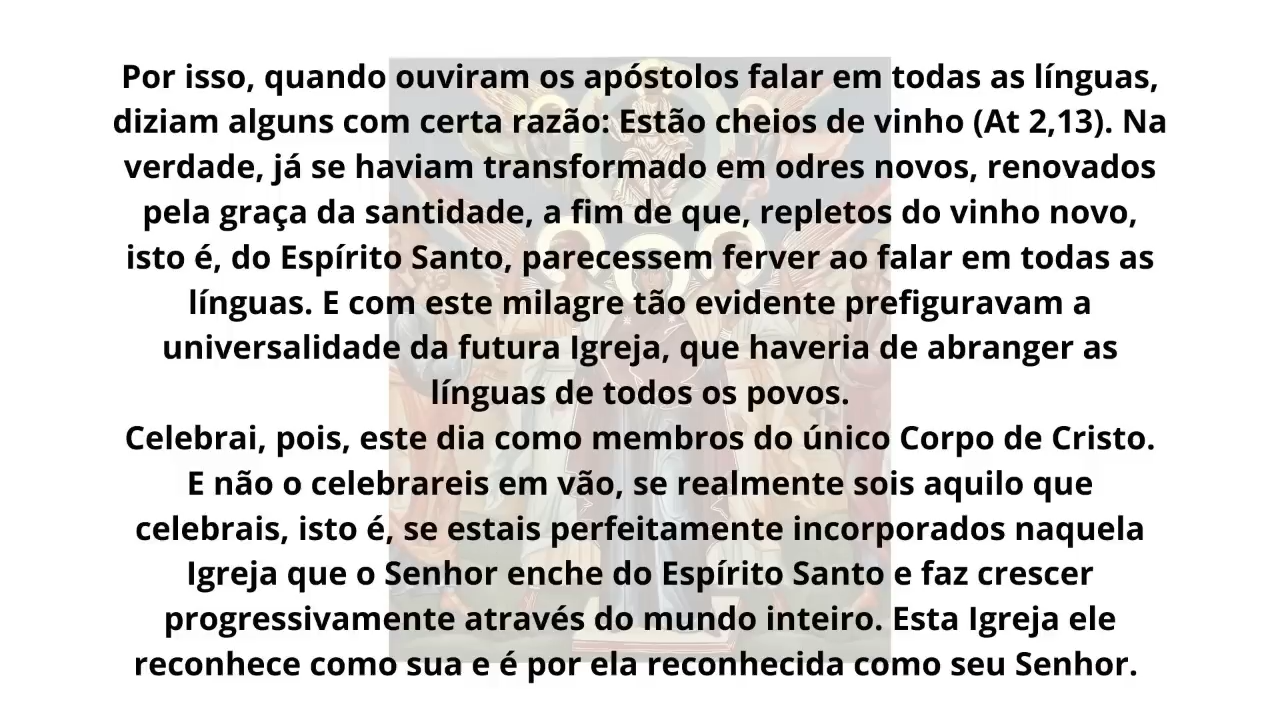 Por isso, quando ouviram os apóstolos falar em todas as línguas,
diziam alguns com certa razão: Estão cheios de vinho (At 2,13). Na
verdade, já se haviam transformado em odres novos, renovados
pela graça da santidade, a fim de que, repletos do vinho novo,
isto é, do Espírito Santo, parecessem ferver ao falar em todas as
línguas. E com este milagre tão evidente prefiguravam a
universalidade da futura Igreja, que haveria de abranger as
línguas de todos os povos.
Celebrai, pois, este dia como membros do único Corpo de Cristo.
E não o celebrareis em vão, se realmente sois aquilo que
celebrais, isto é, se estais perfeitamente incorporados naquela
Igreja que o Senhor enche do Espírito Santo e faz crescer
progressivamente através do mundo inteiro. Esta Igreja ele
reconhece como sua e é por ela reconhecida como seu Senhor.